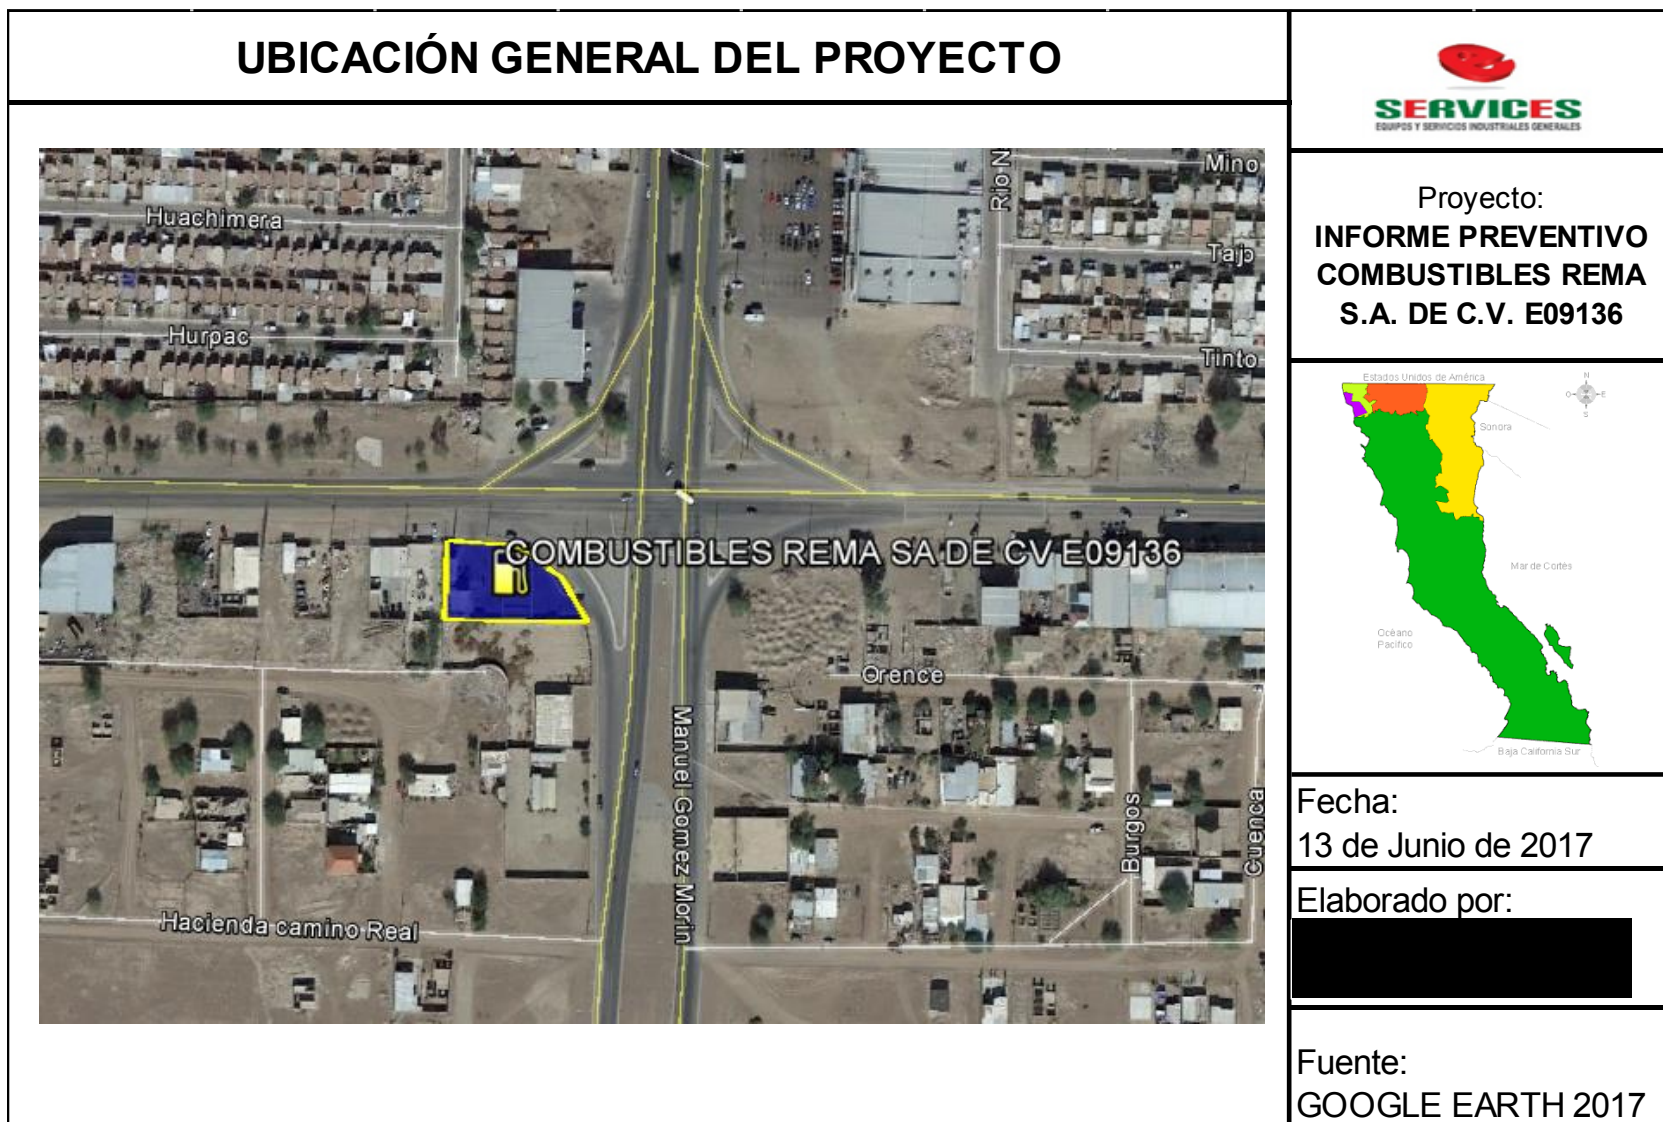 UBICACIÓN GENERAL DEL PROYECTO
SERVICES
EQUIPOS Y SERVICIOS INDUSTRIALES GENERALES
Proyecto:
INFORME PREVENTIVO
COMBUSTIBLES REMA
S.A. DE C.V. E09136
Estados Unidos de América
N
O
E
S
Sonora
Mar de Cortés
Océano
Pacífico
Baja California Sur
Fecha:
13 de Junio de 2017
Elaborado por:
Fuente:
GOOGLE EARTH 2017
Mino
Rio N
Huachimera
Tajo
Hurpac
Tinto
COMBUSTIBLES REMA SA DE CV E09136
Orence
Manuel Gomez Morin
Burgos
Cuenca
Hacienda camino Real